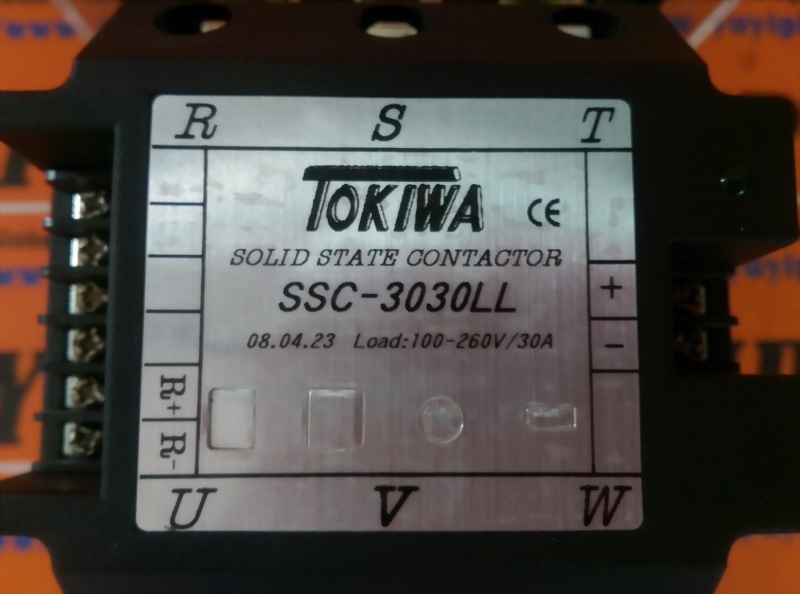 R S T
TOKIWA CE
SOLID STATE CONTACTOR
SSC-3030LL
+
08.04.23 Load:100-260V/30A
−
R+
R-
U V W